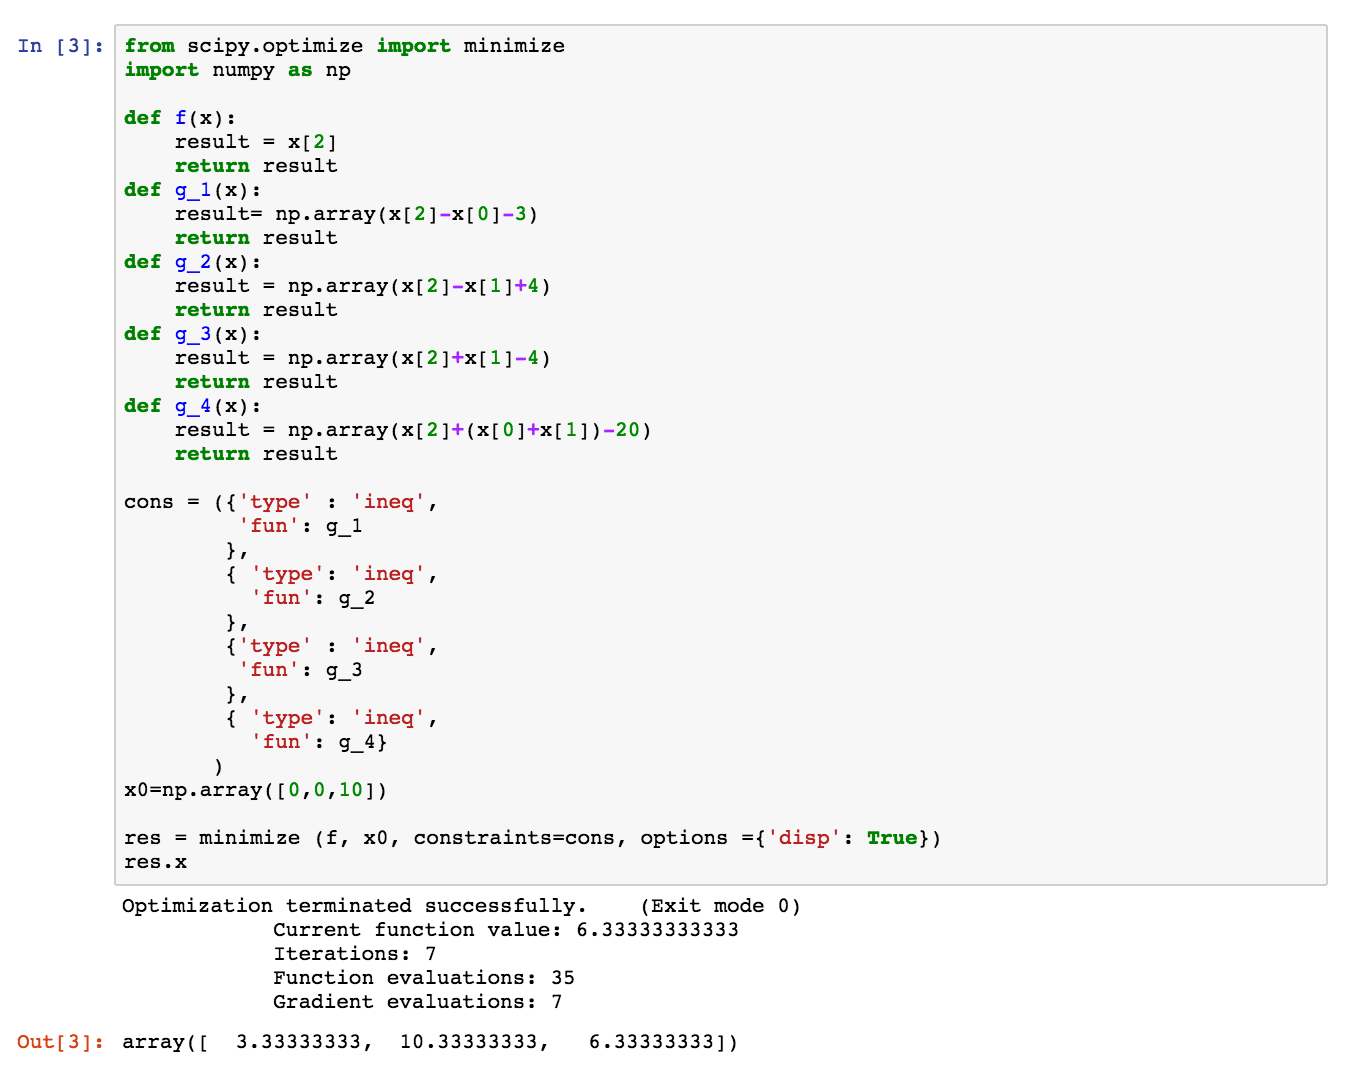 In [3]: from scipy.optimize import minimize
import numpy as np
def f(x):
    result = x[2]
    return result
def g_1(x):
    result= np.array(x[2]-x[0]-3)
    return result
def g_2(x):
    result = np.array(x[2]-x[1]+4)
    return result
def g_3(x):
    result = np.array(x[2]+x[1]-4)
    return result
def g_4(x):
    result = np.array(x[2]+(x[0]+x[1])-20)
    return result
cons = ({'type' : 'ineq',
         'fun': g_1
        },
        { 'type': 'ineq',
          'fun': g_2
        },
        {'type' : 'ineq',
         'fun': g_3
        },
        { 'type': 'ineq',
          'fun': g_4}
       )
x0=np.array([0,0,10])
res = minimize (f, x0, constraints=cons, options ={'disp': True})
res.x
Optimization terminated successfully.    (Exit mode 0)
            Current function value: 6.33333333333
            Iterations: 7
            Function evaluations: 35
            Gradient evaluations: 7
Out[3]: array([  3.33333333,  10.33333333,   6.33333333])